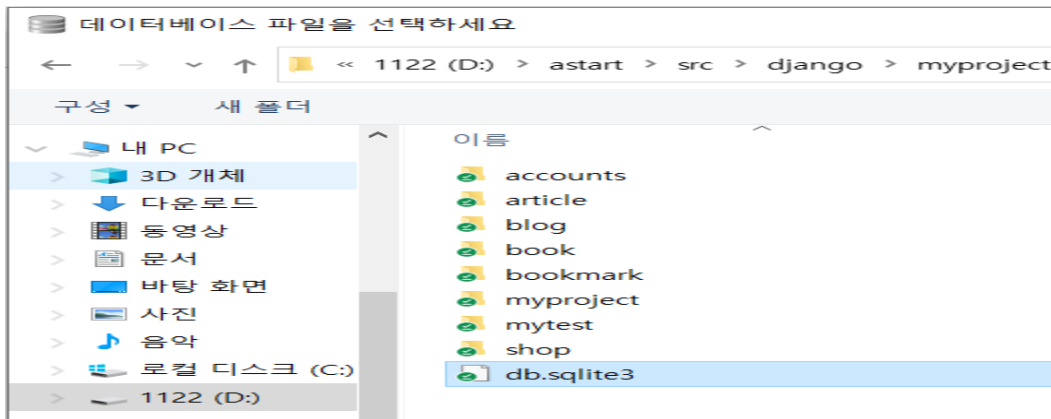 데이터베이스 파일을 선택하세요
« 1122 (D:) > astart > src > django > myproject
구성 새 폴더
이름
내 PC
3D 개체
다운로드
동영상
문서
바탕 화면
사진
음악
로컬 디스크 (C:)
1122 (D:)
accounts
article
blog
book
bookmark
myproject
mytest
shop
db.sqlite3